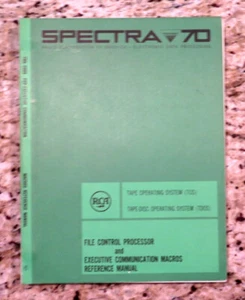 SPECTRA 70
RCA
TAPE OPERATING SYSTEM (TOS)
TAPE-DISC OPERATING SYSTEM (TDOS)
FILE CONTROL PROCESSOR
and
EXECUTIVE COMMUNICATION MACROS
REFERENCE MANUAL